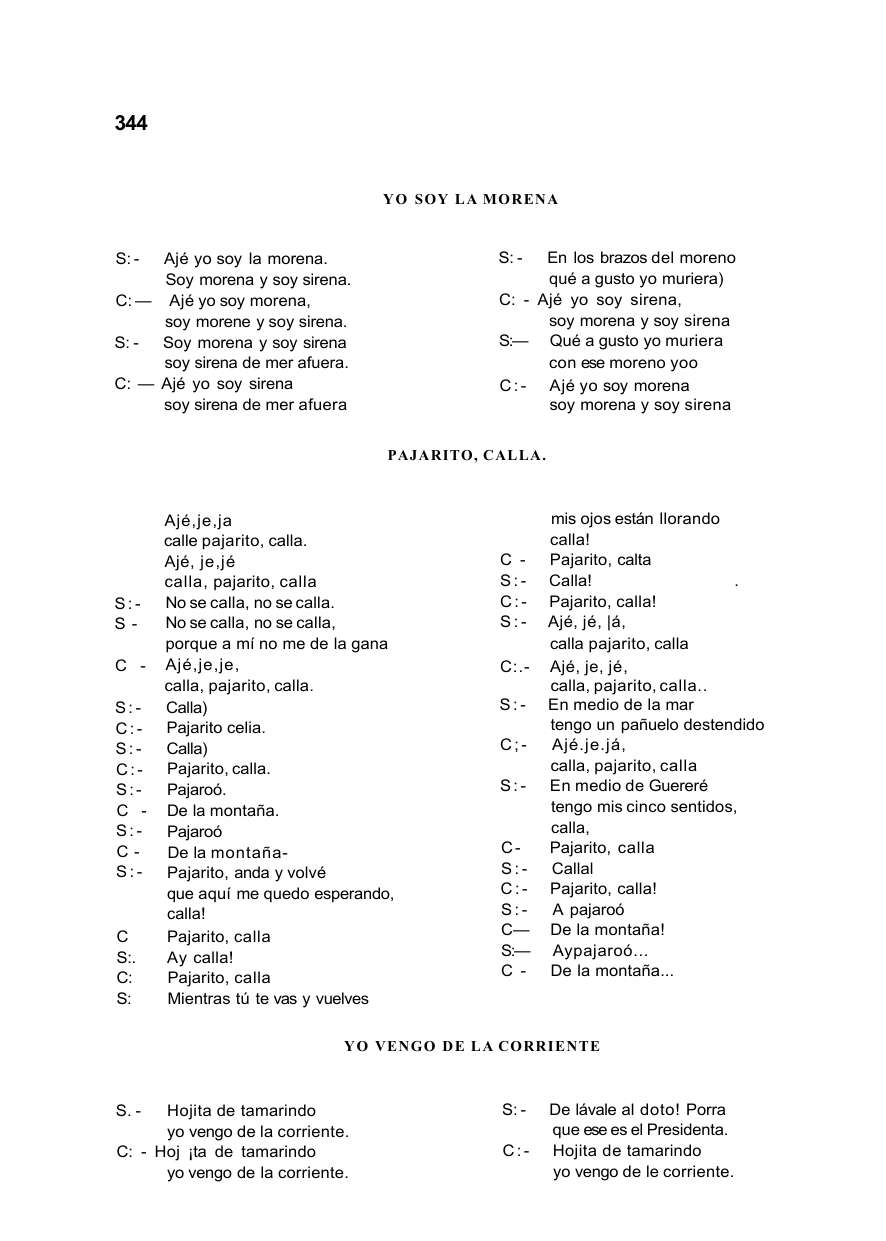 344
YO SOY LA MORENA
S: - Ajé yo soy la morena.
Soy morena y soy sirena.
C: — Ajé yo soy morena,
soy morene y soy sirena.
S: - Soy morena y soy sirena
soy sirena de mer afuera.
C: — Ajé yo soy sirena
soy sirena de mer afuera
S: - En los brazos del moreno
qué a gusto yo muriera)
C: - Ajé yo soy sirena,
soy morena y soy sirena
S:— Qué a gusto yo muriera
con ese moreno yoo
C : - Ajé yo soy morena
soy morena y soy sirena
PAJARITO, CALLA.
Ajé,je,ja
calle pajarito, calla.
Ajé, je,jé
calla, pajarito, calla
S : - No se calla, no se calla.
S - No se calla, no se calla,
porque a mí no me de la gana
C - Ajé,je,je,
calla, pajarito, calla.
S : - Calla)
C : - Pajarito celia.
S : - Calla)
C : - Pajarito, calla.
S : - Pajaroó.
C - De la montaña.
S : - Pajaroó
C - De la montaña-
S : - Pajarito, anda y volvé
que aquí me quedo esperando,
calla!
C Pajarito, calla
S:. Ay calla!
C: Pajarito, calla
S: Mientras tú te vas y vuelves
mis ojos están llorando
calla!
C - Pajarito, calta
S : - Calla! .
C : - Pajarito, calla!
S : - Ajé, jé, |á,
calla pajarito, calla
C:.- Ajé, je, jé,
calla, pajarito, calla..
S : - En medio de la mar
tengo un pañuelo destendido
C ; - Ajé.je.já,
calla, pajarito, calla
S : - En medio de Guereré
tengo mis cinco sentidos,
calla,
C - Pajarito, calla
S : - Callal
C : - Pajarito, calla!
S : - A pajaroó
C— De la montaña!
S:— Aypajaroó...
C - De la montaña...
YO VENGO DE LA CORRIENTE
S. - Hojita de tamarindo
yo vengo de la corriente.
C: - Hoj ¡ta de tamarindo
yo vengo de la corriente.
S: - De lávale al doto! Porra
que ese es el Presidenta.
C : - Hojita de tamarindo
yo vengo de le corriente.